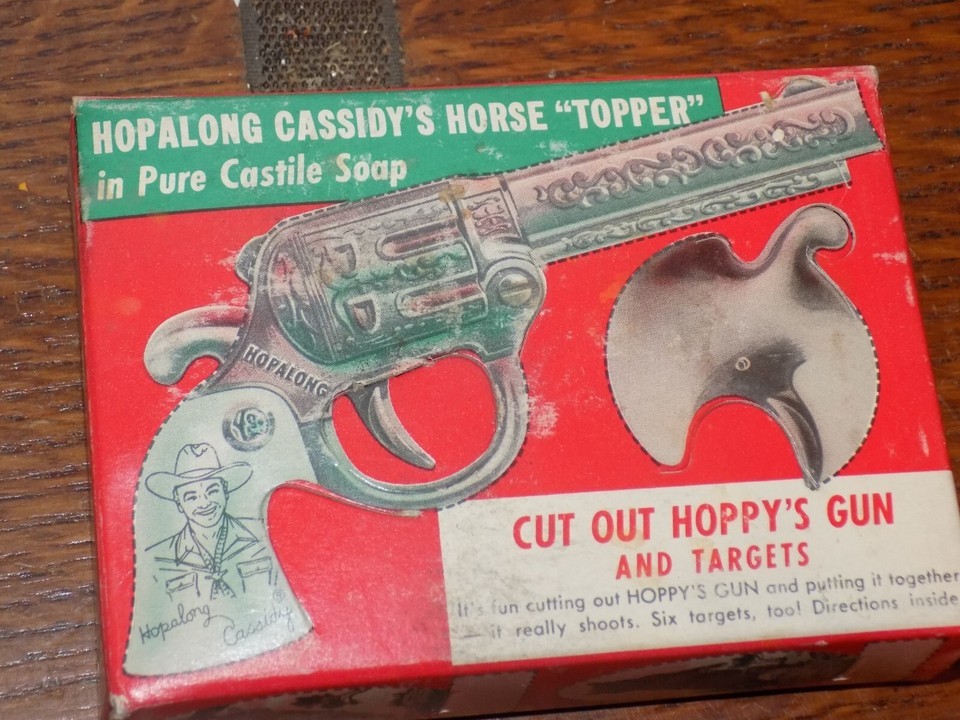 HOPALONG CASSIDY'S HORSE "TOPPER"
in Pure Castile Soap
HOPALONG
Hopalong
Cassidy ®
CUT OUT HOPPY'S GUN
AND TARGETS
It's fun cutting out HOPPY'S GUN and putting it together
it really shoots. Six targets, too! Directions inside